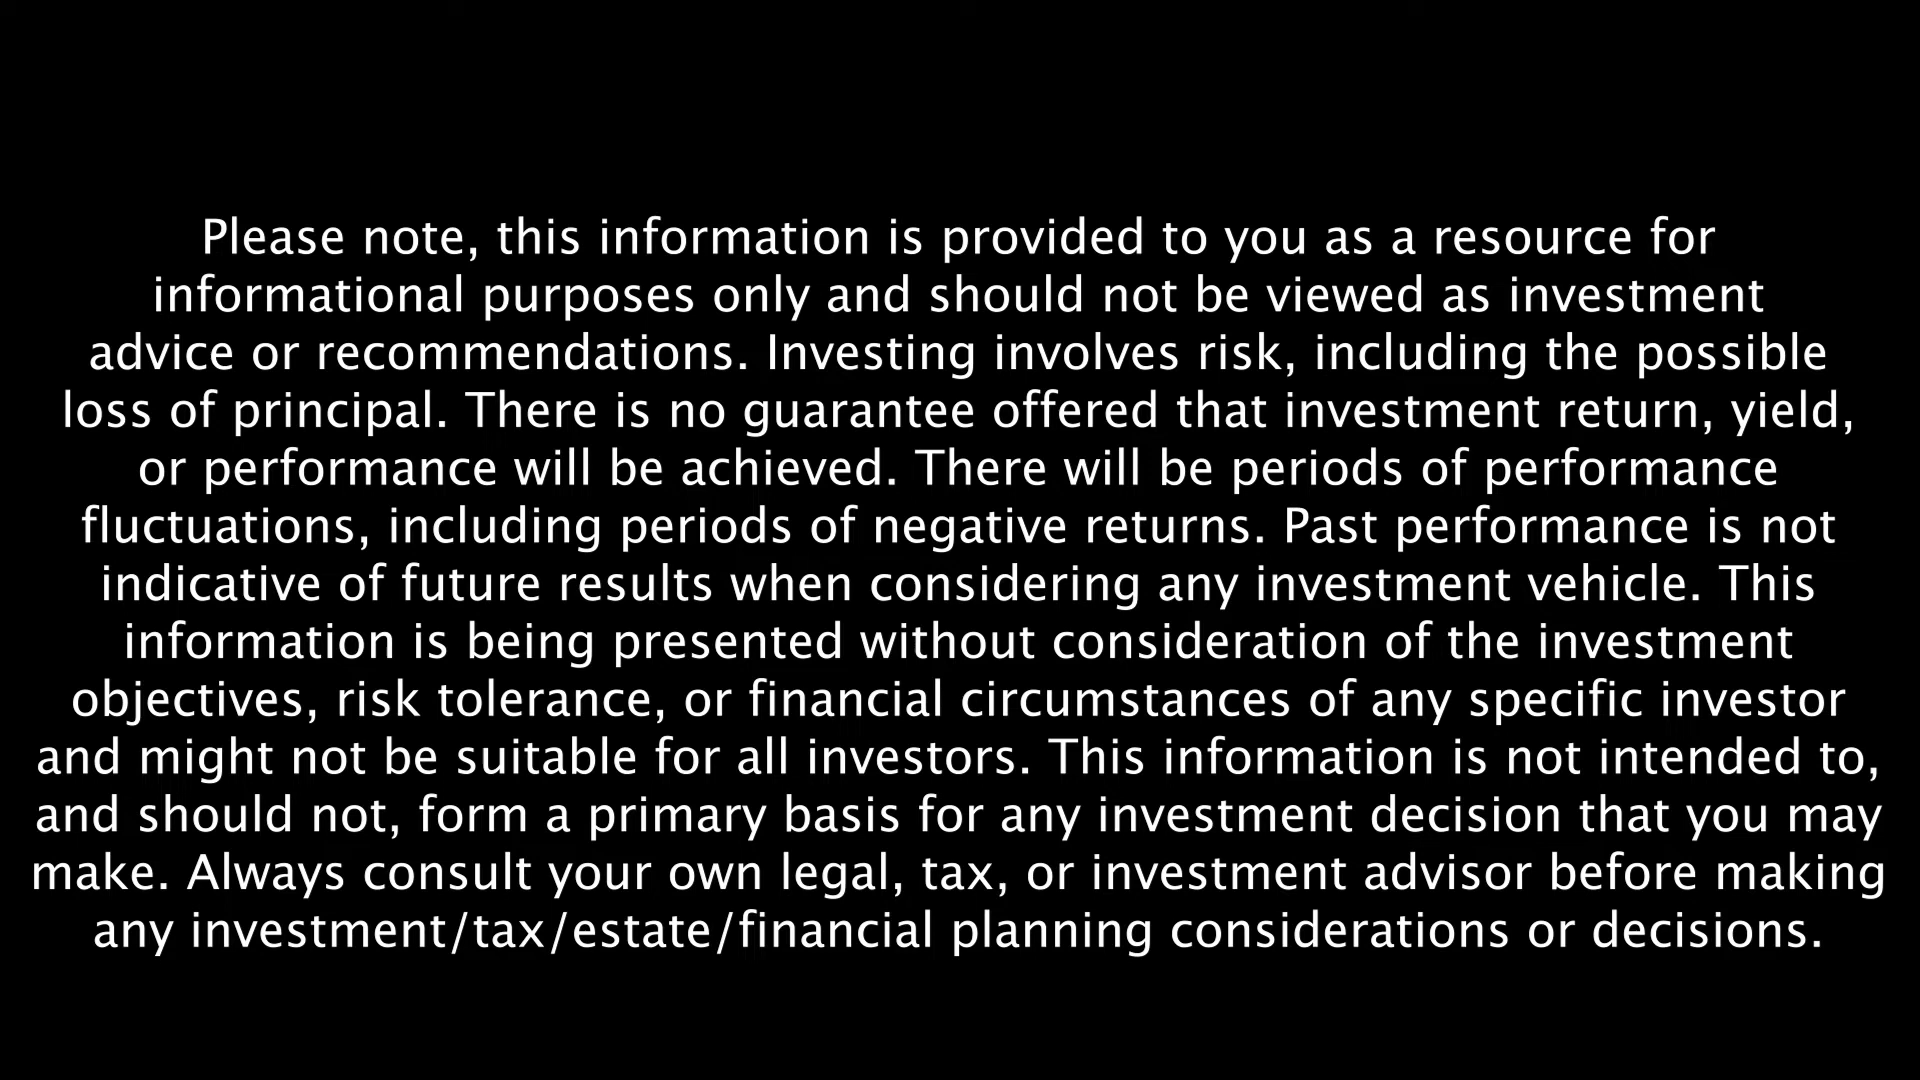 Please note, this information is provided to you as a resource for
informational purposes only and should not be viewed as investment
advice or recommendations. Investing involves risk, including the possible
loss of principal. There is no guarantee offered that investment return, yield,
or performance will be achieved. There will be periods of performance
fluctuations, including periods of negative returns. Past performance is not
indicative of future results when considering any investment vehicle. This
information is being presented without consideration of the investment
objectives, risk tolerance, or financial circumstances of any specific investor
and might not be suitable for all investors. This information is not intended to,
and should not, form a primary basis for any investment decision that you may
make. Always consult your own legal, tax, or investment advisor before making
any investment/tax/estate/financial planning considerations or decisions.